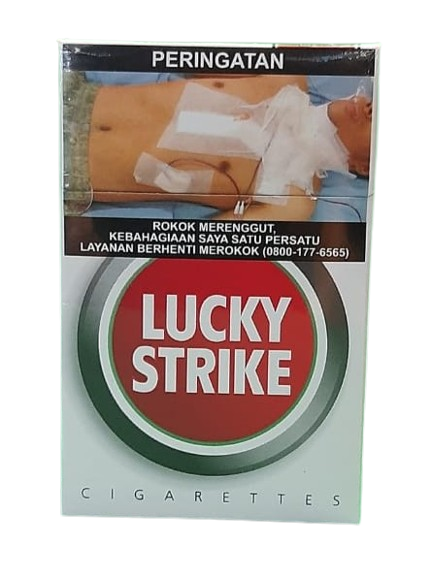 PERINGATAN
ROKOK MERENGGUT,
KEBAHAGIAAN SAYA SATU PERSATU
LAYANAN BERHENTI MEROKOK (0800-177-6565)
LUCKY
STRIKE
CIGARETTES